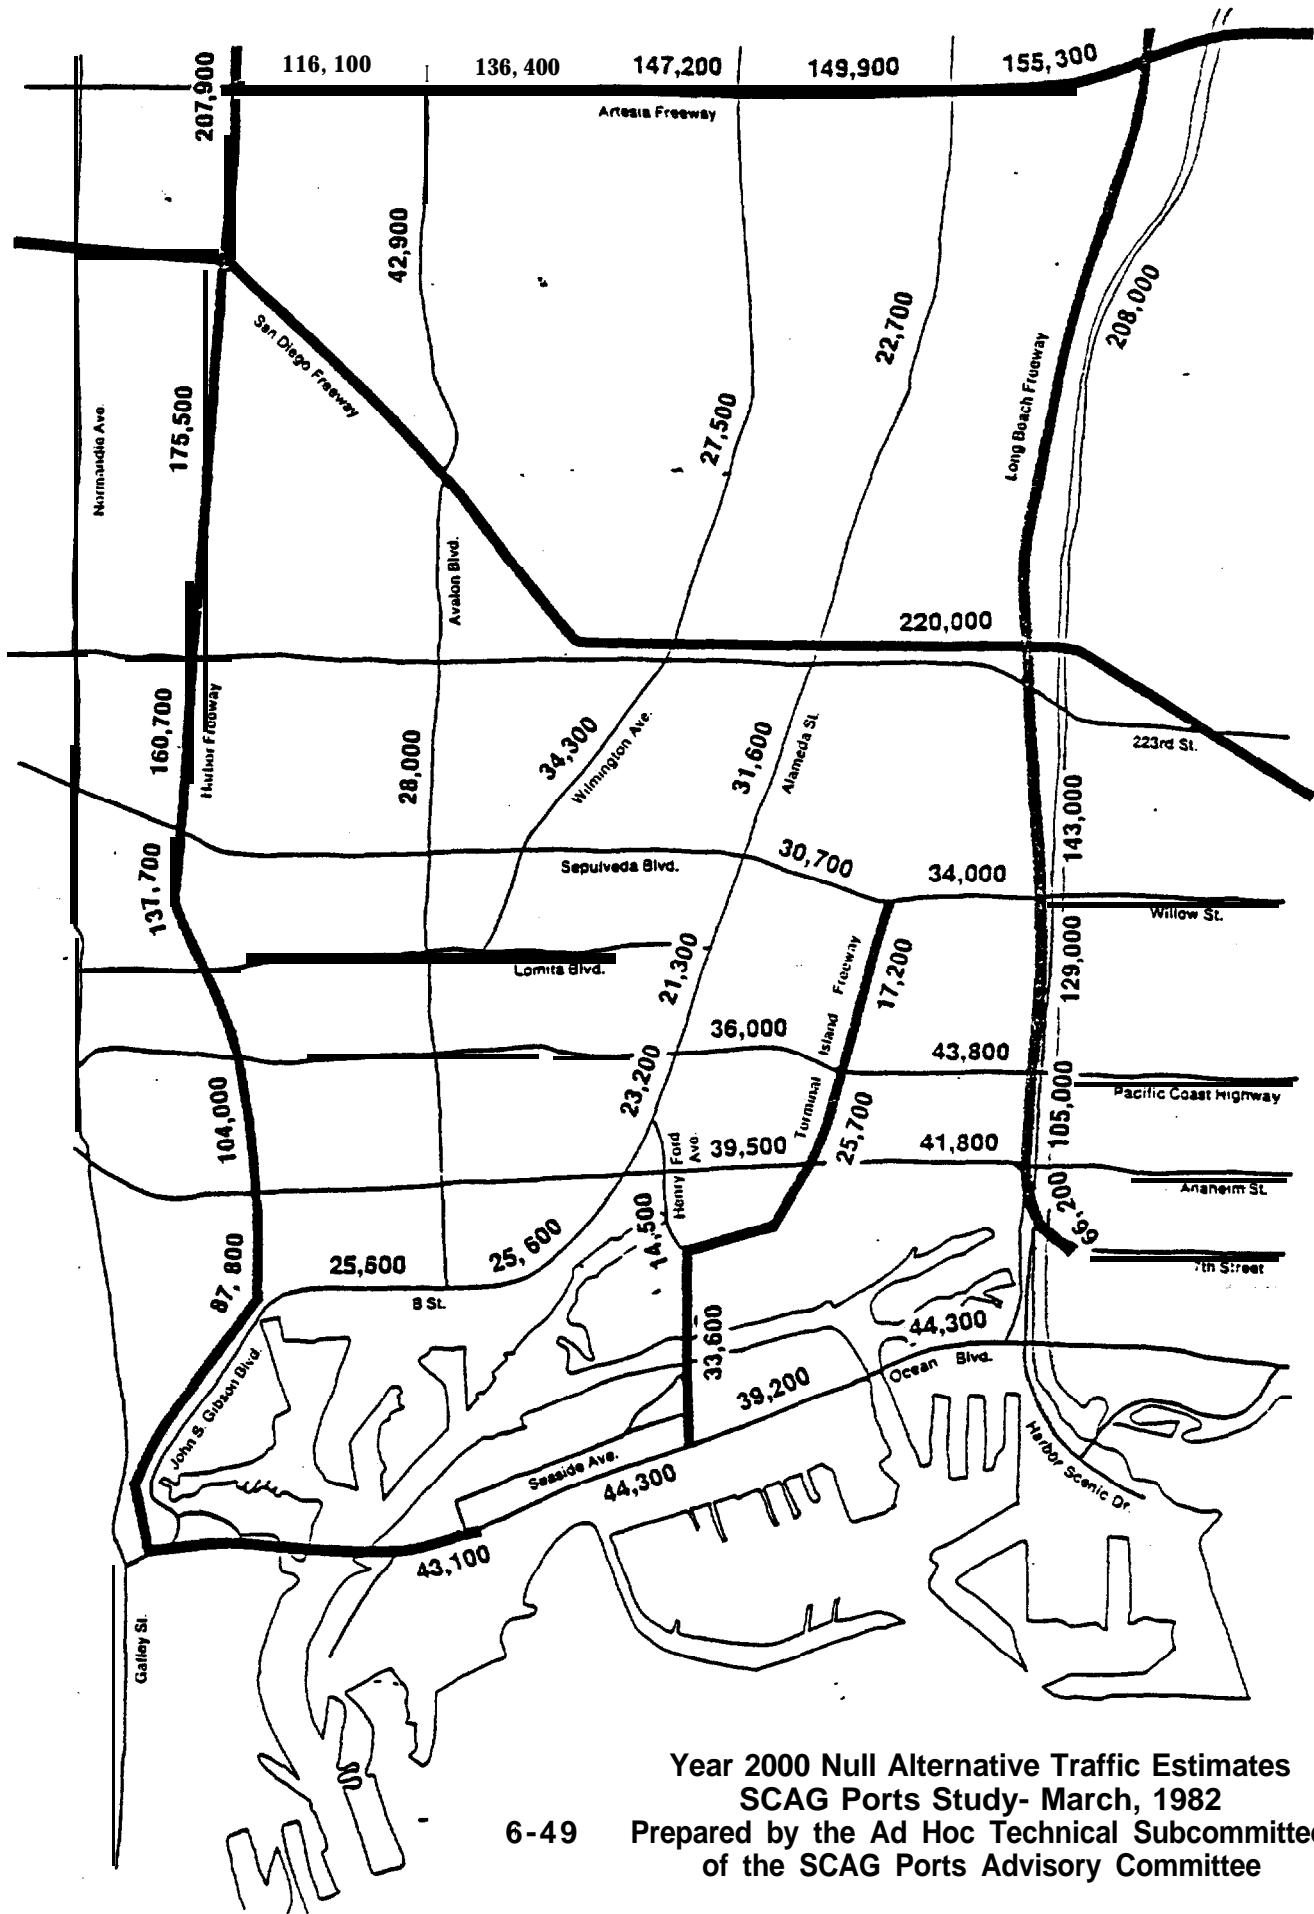 116, 100
136, 400
147,200
149,900
155,300
207,900
Artesia Freeway
42,900
208,000
San Diego Freeway
22,700
Long Beach Freeway
175,500
Normandie Ave.
27,500
Avalon Blvd.
220,000
160,700
Harbor Freeway
28,000
34,300
Wilmington Ave.
31,600
Alameda St.
223rd St.
143,000
137,700
Sepulveda Blvd.
30,700
34,000
Willow St.
129,000
Lomita Blvd.
21,300
17,200
Terminal Island Freeway
36,000
43,800
Pacific Coast Highway
23,200
104,000
105,000
Henry Ford
Ave.
39,500
25,700
41,800
Anaheim St.
66,200
14,500
87, 800
25,600
25, 600
B St.
7th Street
33,600
44,300
Ocean Blvd.
39,200
John S. Gibson Blvd.
Seaside Ave.
44,300
Harbor Scenic Dr.
43,100
Gaffey St.
Year 2000 Null Alternative Traffic Estimates
SCAG Ports Study- March, 1982
6-49 Prepared by the Ad Hoc Technical Subcommittee
of the SCAG Ports Advisory Committee